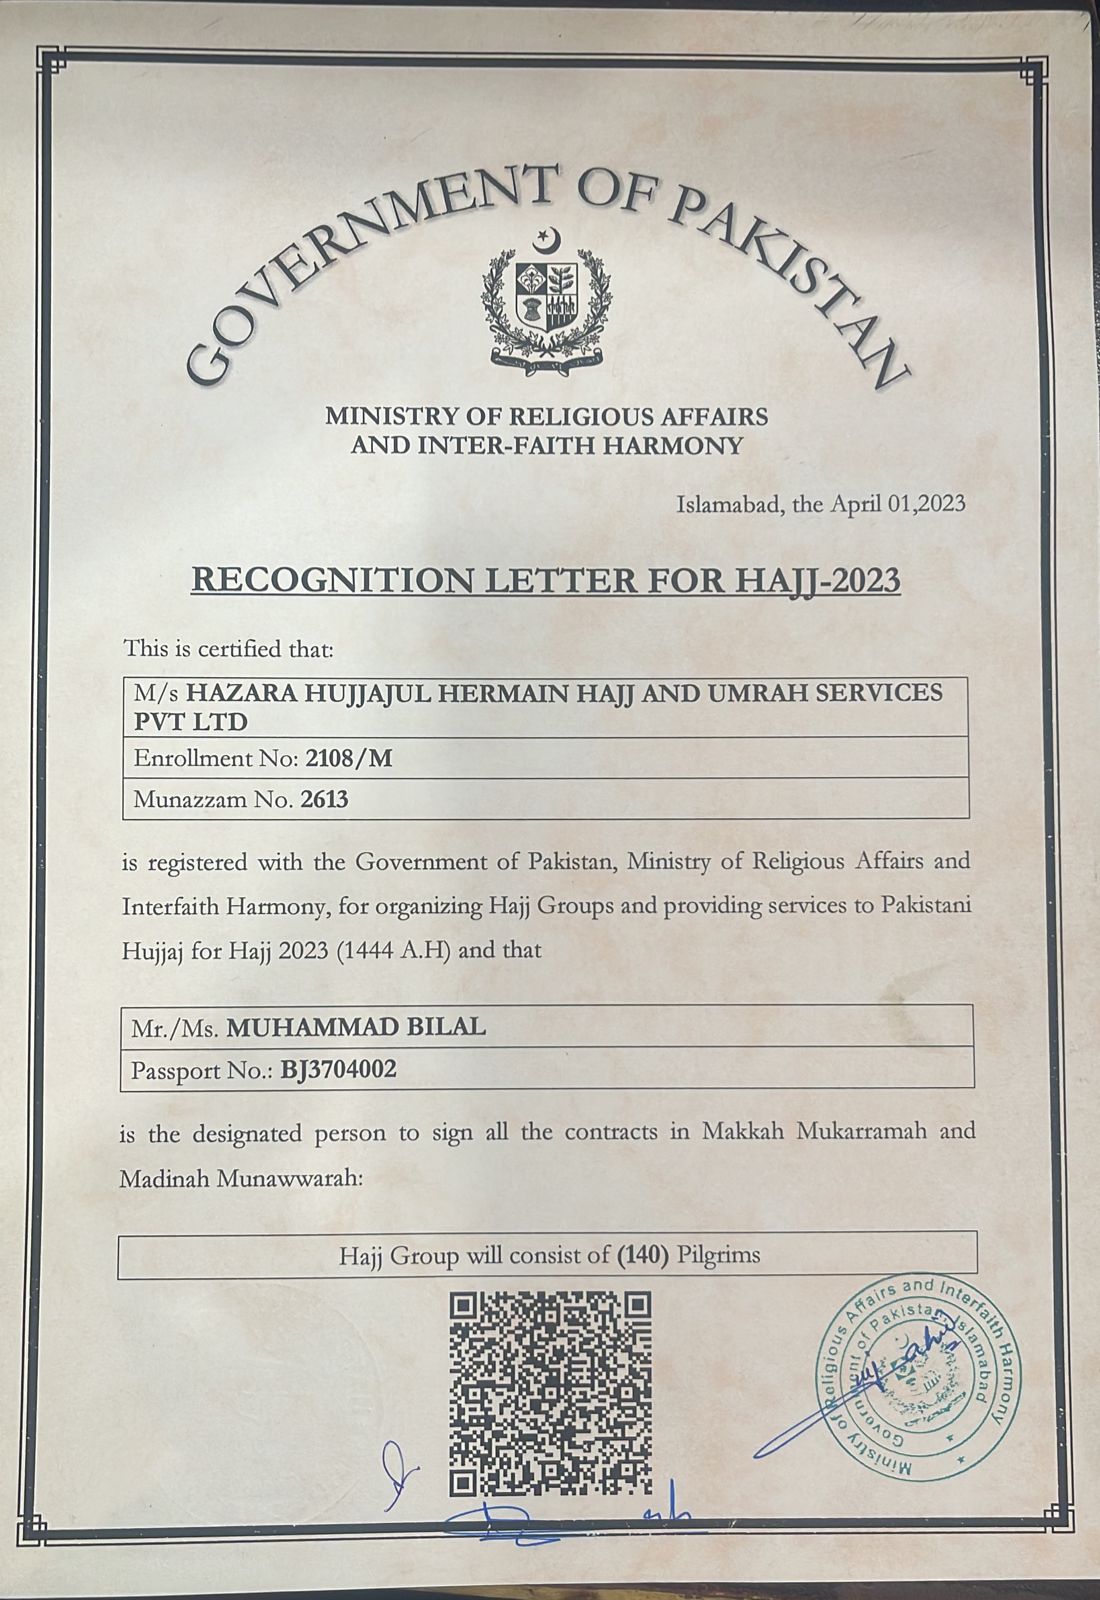 GOVERNMENT OF PAKISTAN
MINISTRY OF RELIGIOUS AFFAIRS
AND INTER-FAITH HARMONY
Islamabad, the April 01,2023
RECOGNITION LETTER FOR HAJJ-2023
This is certified that:
M/s HAZARA HUJJAJUL HERMAIN HAJJ AND UMRAH SERVICES
PVT LTD
Enrollment No: 2108/M
Munazzam No. 2613
is registered with the Government of Pakistan, Ministry of Religious Affairs and
Interfaith Harmony, for organizing Hajj Groups and providing services to Pakistani
Hujjaj for Hajj 2023 (1444 A.H) and that
Mr./Ms. MUHAMMAD BILAL
Passport No.: BJ3704002
is the designated person to sign all the contracts in Makkah Mukarramah and
Madinah Munawwarah:
Hajj Group will consist of (140) Pilgrims
Ministry of Religious Affairs and Interfaith Harmony
Government of Pakistan, Islamabad